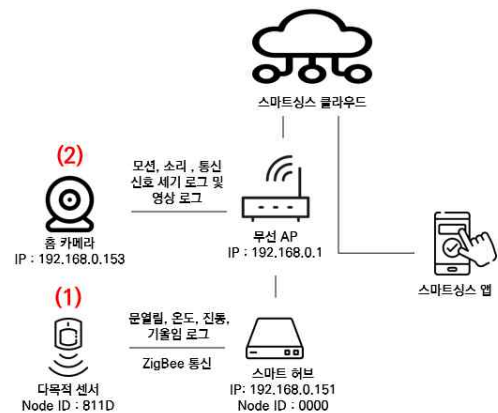 스마트싱스 클라우드
(2)
모션, 소리 , 통신
신호 세기 로그 및
영상 로그
홈 카메라
IP : 192.168.0.153
무선 AP
IP : 192.168.0.1
스마트싱스 앱
(1)
문열림, 온도, 진동,
기울임 로그
ZigBee 통신
다목적 센서
Node ID : 811D
스마트 허브
IP: 192.168.0.151
Node ID : 0000